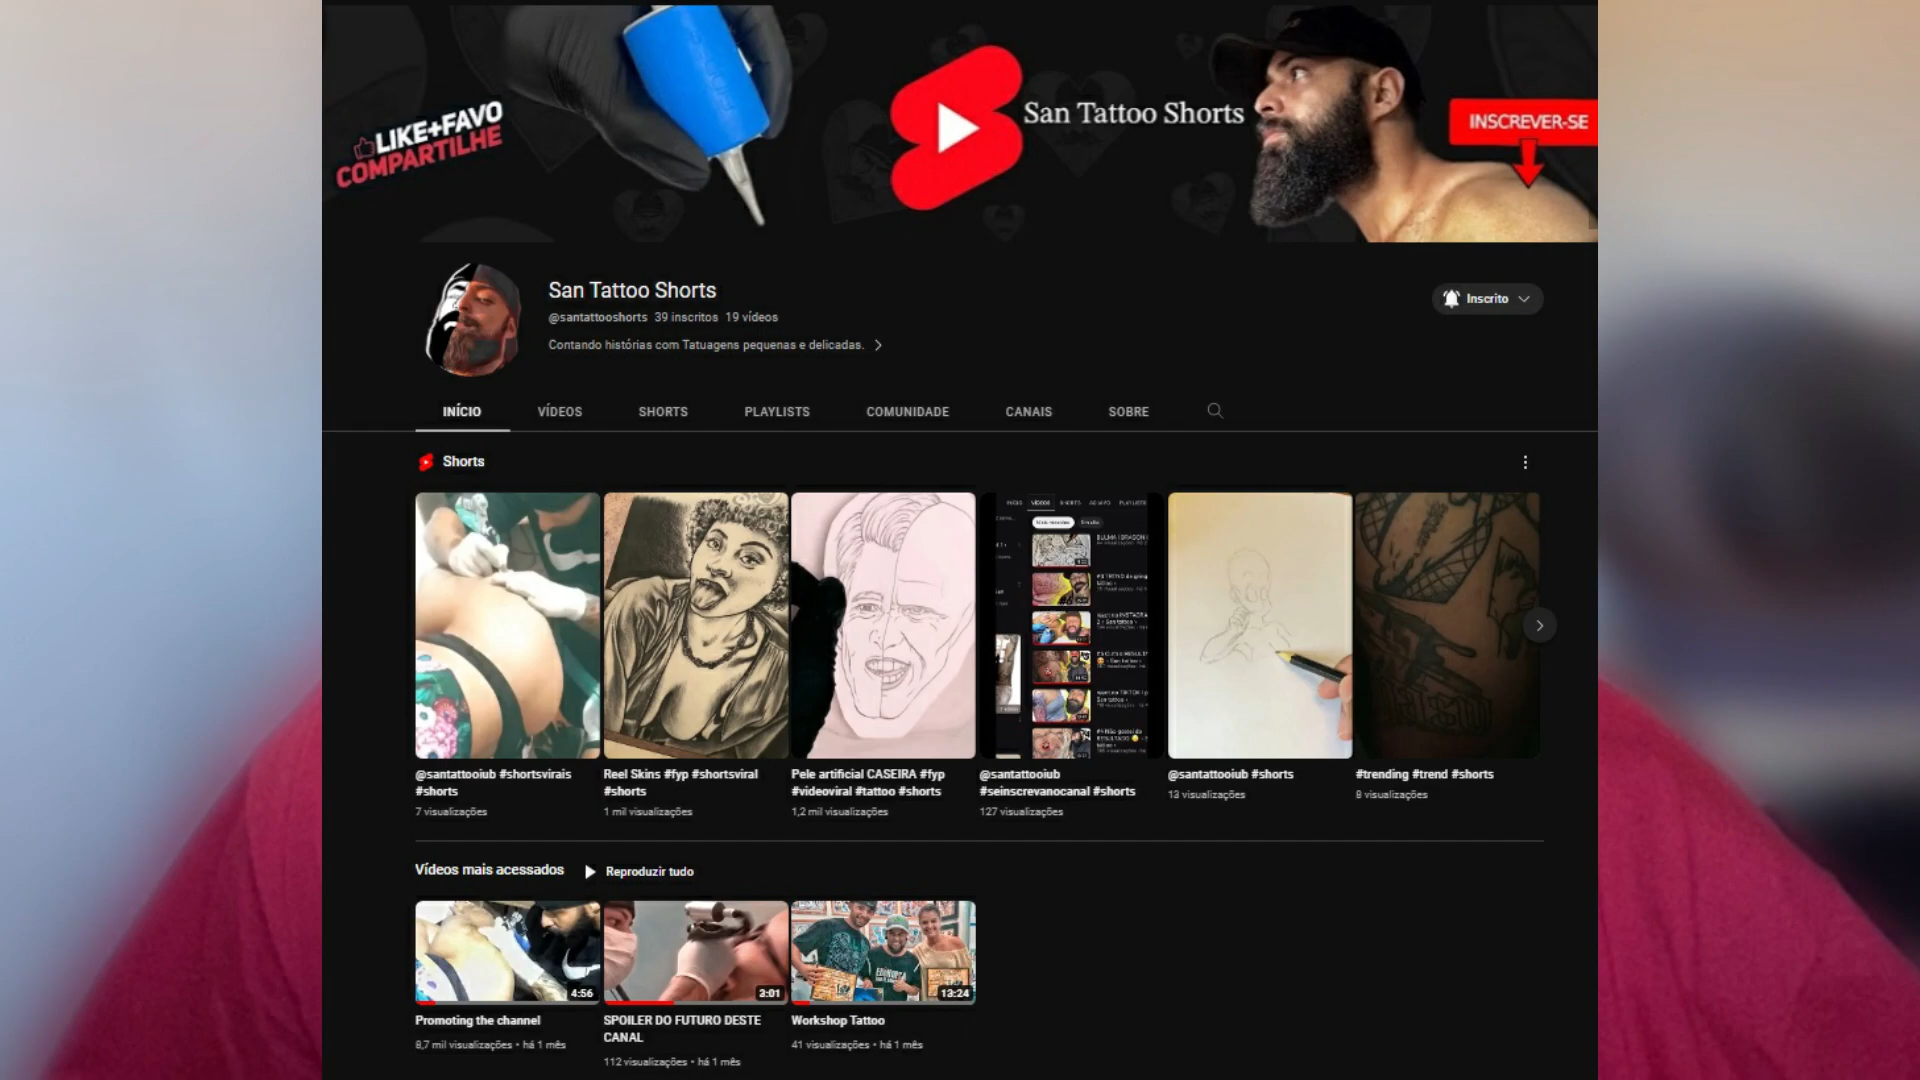 LIKE+FAVO
COMPARTILHE
San Tattoo Shorts
INSCREVER-SE
San Tattoo Shorts
@santattooshorts 39 inscritos 19 vídeos
Contando histórias com Tatuagens pequenas e delicadas.
Inscrito
INÍCIO VÍDEOS SHORTS PLAYLISTS COMUNIDADE CANAIS SOBRE
Shorts
@santattooiub #shortsvirais
#shorts
7 visualizações
Reel Skins #fyp #shortsviral
#shorts
1 mil visualizações
Pele artificial CASEIRA #fyp
#videoviral #tattoo #shorts
1,2 mil visualizações
@santattooiub
#seinscrevanocanal #shorts
127 visualizações
@santattooiub #shorts
13 visualizações
#trending #trend #shorts
8 visualizações
Vídeos mais acessados Reproduzir tudo
4:56
Promoting the channel
8,7 mil visualizações • há 1 mês
3:01
SPOILER DO FUTURO DESTE
CANAL
112 visualizações • há 1 mês
13:24
Workshop Tattoo
41 visualizações • há 1 mês